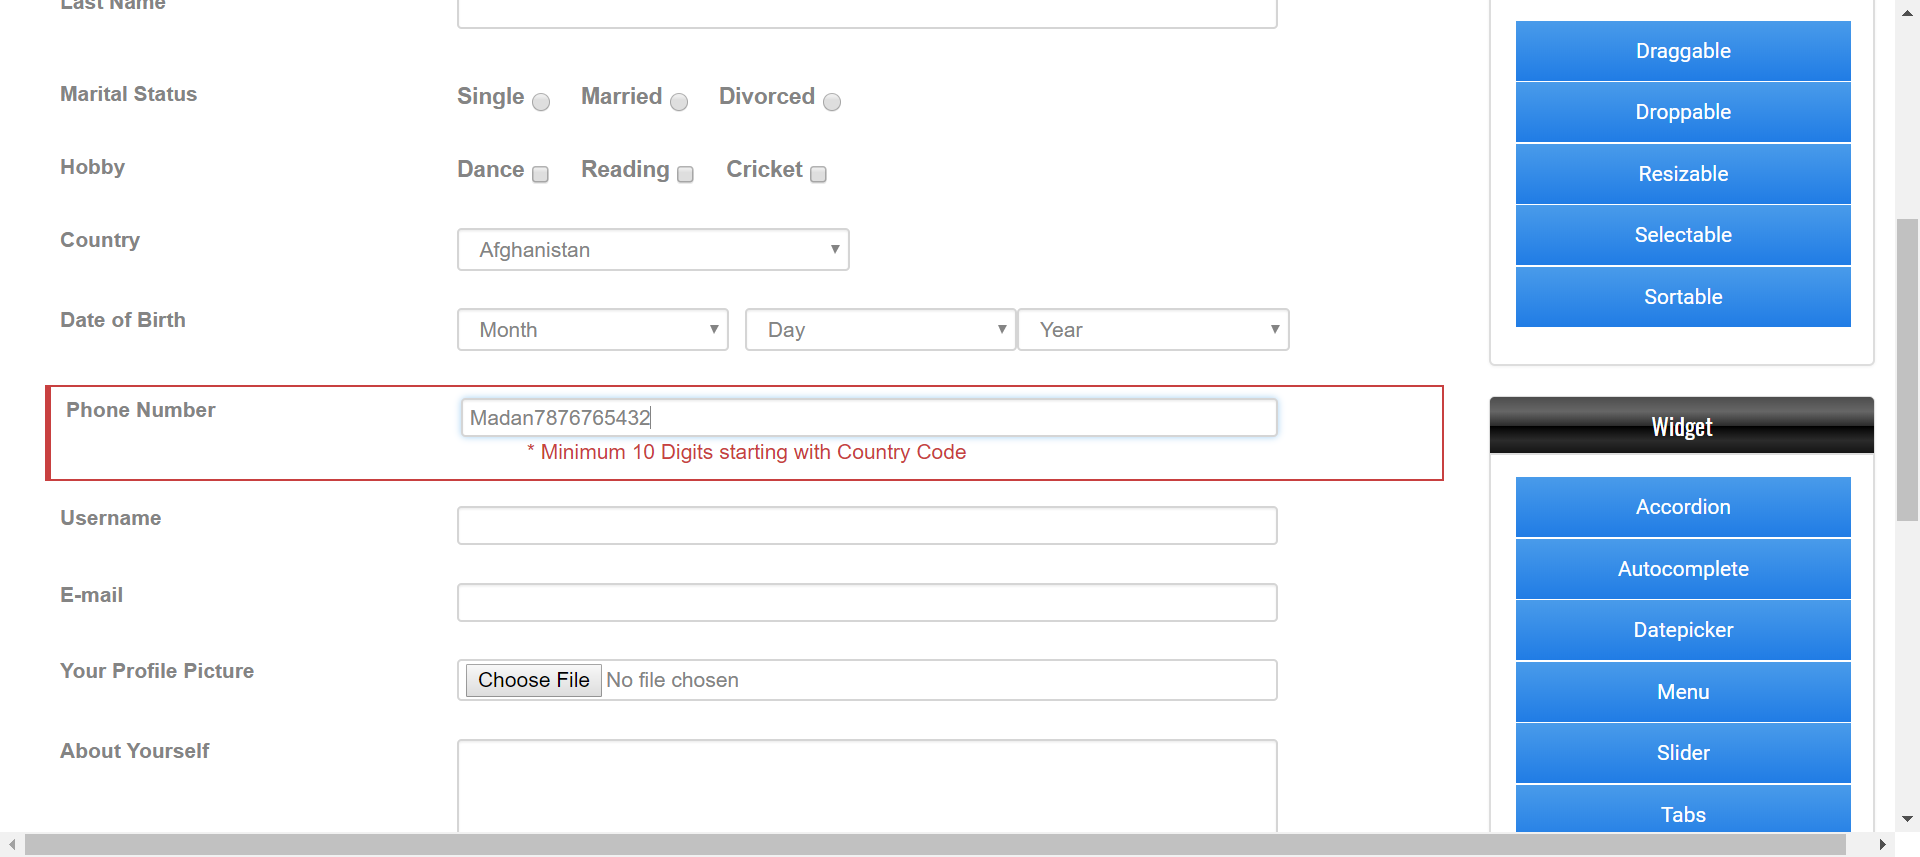 Last Name
Marital Status
Single Married Divorced
Hobby
Dance Reading Cricket
Country
Afghanistan
Date of Birth
Month Day Year
Phone Number
Madan7876765432
* Minimum 10 Digits starting with Country Code
Username
E-mail
Your Profile Picture
Choose File No file chosen
About Yourself
Draggable
Droppable
Resizable
Selectable
Sortable
Widget
Accordion
Autocomplete
Datepicker
Menu
Slider
Tabs